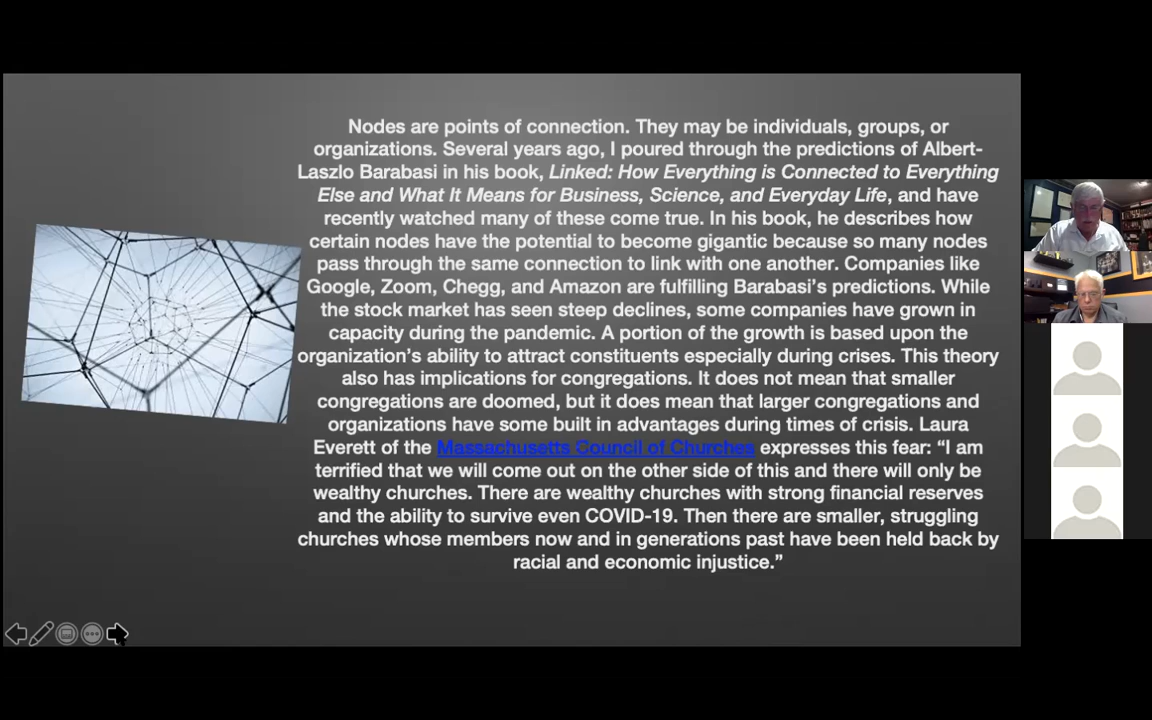 Nodes are points of connection. They may be individuals, groups, or
organizations. Several years ago, I poured through the predictions of Albert-
Laszlo Barabasi in his book, Linked: How Everything is Connected to Everything
Else and What It Means for Business, Science, and Everyday Life, and have
recently watched many of these come true. In his book, he describes how
certain nodes have the potential to become gigantic because so many nodes
pass through the same connection to link with one another. Companies like
Google, Zoom, Chegg, and Amazon are fulfilling Barabasi’s predictions. While
the stock market has seen steep declines, some companies have grown in
capacity during the pandemic. A portion of the growth is based upon the
organization’s ability to attract constituents especially during crises. This theory
also has implications for congregations. It does not mean that smaller
congregations are doomed, but it does mean that larger congregations and
organizations have some built in advantages during times of crisis. Laura
Everett of the Massachusetts Council of Churches expresses this fear: “I am
terrified that we will come out on the other side of this and there will only be
wealthy churches. There are wealthy churches with strong financial reserves
and the ability to survive even COVID-19. Then there are smaller, struggling
churches whose members now and in generations past have been held back by
racial and economic injustice.”